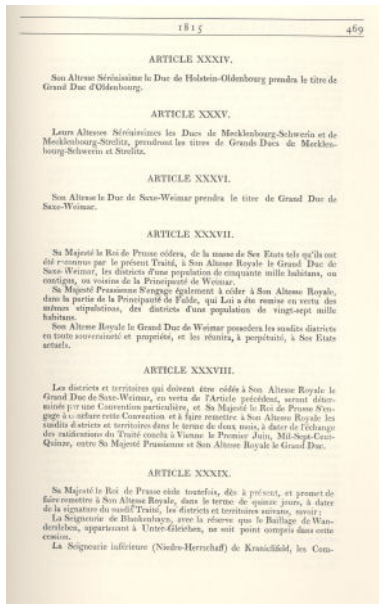 1815 469
ARTICLE XXXIV.
Son Altesse Sérénissime le Duc de Holstein-Oldenbourg prendra le titre de
Grand Duc d'Oldenbourg.
ARTICLE XXXV.
Leurs Altesses Sérénissimes les Ducs de Mecklenbourg-Schwerin et de
Mecklenbourg-Strelitz, prendront les titres de Grands Ducs de Mecklen-
bourg-Schwerin et Strelitz.
ARTICLE XXXVI.
Son Altesse le Duc de Saxe-Weimar prendra le titre de Grand Duc de
Saxe-Weimar.
ARTICLE XXXVII.
Sa Majesté le Roi de Prusse cédera, de la masse de Ses Etats tels qu'ils ont
été reconnus par le présent Traité, à Son Altesse Royale le Grand Duc de
Saxe-Weimar, les districts d'une population de cinquante mille habitans, ou
contigus, ou voisins de la Principauté de Weimar.
Sa Majesté Prussienne S'engage également à céder à Son Altesse Royale,
dans la partie de la Principauté de Fulde, qui Lui a été remise en vertu des
mêmes stipulations, des districts d'une population de vingt-sept mille
habitans.
Son Altesse Royale le Grand Duc de Weimar possedera les susdits districts
en toute souveraineté et propriété, et les réunira, à perpétuité, à Ses Etats
actuels.
ARTICLE XXXVIII.
Les districts et territoires qui doivent être cédés à Son Altesse Royale le
Grand Duc de Saxe-Weimar, en vertu de l'Article précédent, seront déter-
minés par une Convention particulière, et Sa Majesté le Roi de Prusse S'en-
gage à conclure cette Convention et à faire remettre à Son Altesse Royale les
susdits districts et territoires dans le terme de deux mois, à dater de l'échange
des ratifications du Traité conclu à Vienne le Premier Juin, Mil-Sept-Cent-
Quinze, entre Sa Majesté Prussienne et Son Altesse Royale le Grand Duc.
ARTICLE XXXIX.
Sa Majesté le Roi de Prusse cède toutefois, dès à présent, et promet de
faire remettre à Son Altesse Royale, dans le terme de quinze jours, à dater
de la signature du susdit Traité, les districts et territoires suivans, savoir:
La Seigneurie de Blankenhayn, avec la réserve que le Baillage de Wan-
dersleben, appartenant à Unter-Gleichen, ne soit point compris dans cette
cession.
La Seigneurie inférieure (Niedre-Herrschaft) de Kranichfeld, les Com-